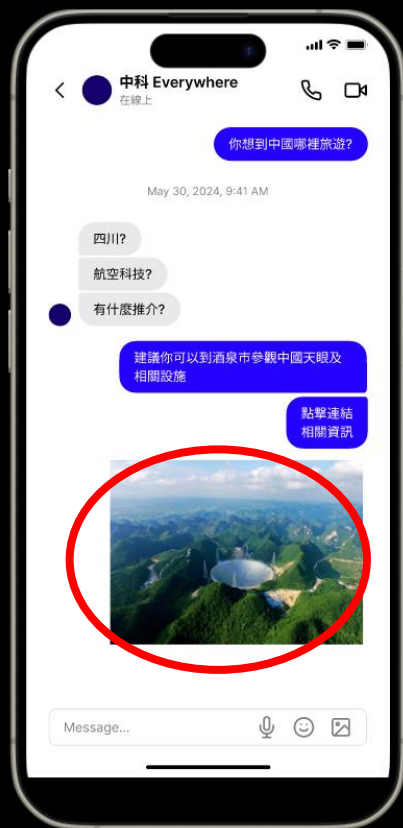 中科 Everywhere
在線上
你想到中國哪裡旅遊?
May 30, 2024, 9:41 AM
四川?
航空科技?
有什麼推介?
建議你可以到酒泉市參觀中國天眼及
相關設施
點擊連結
相關資訊
Message...